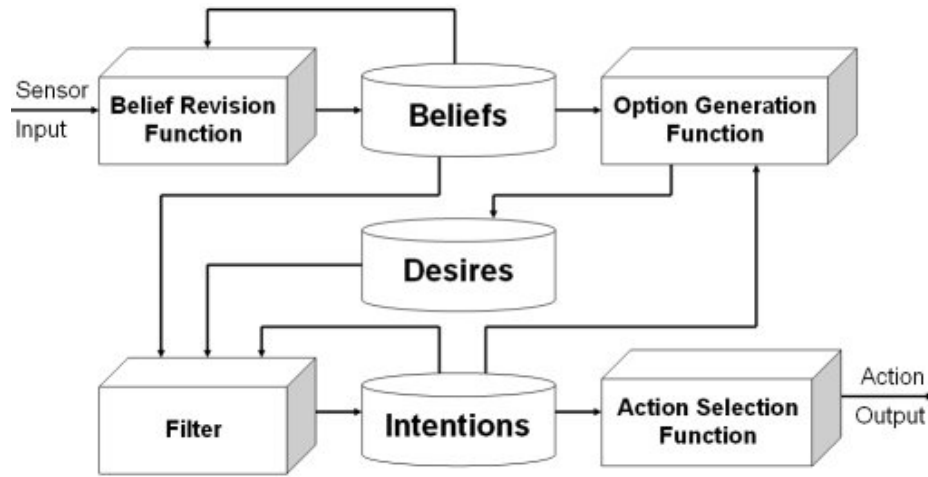 Sensor
Input
Belief Revision
Function
Beliefs
Option Generation
Function
Desires
Filter
Intentions
Action Selection
Function
Action
Output